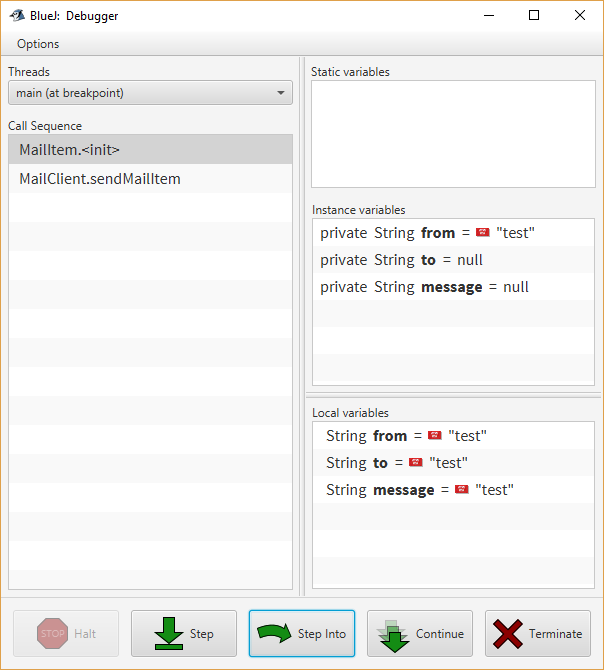 BlueJ: Debugger
Options
Threads
main (at breakpoint)
Call Sequence
MailItem.<init>
MailClient.sendMailItem
Static variables
Instance variables
private String from = "test"
private String to = null
private String message = null
Local variables
String from = "test"
String to = "test"
String message = "test"
STOP Halt
Step
Step Into
Continue
Terminate